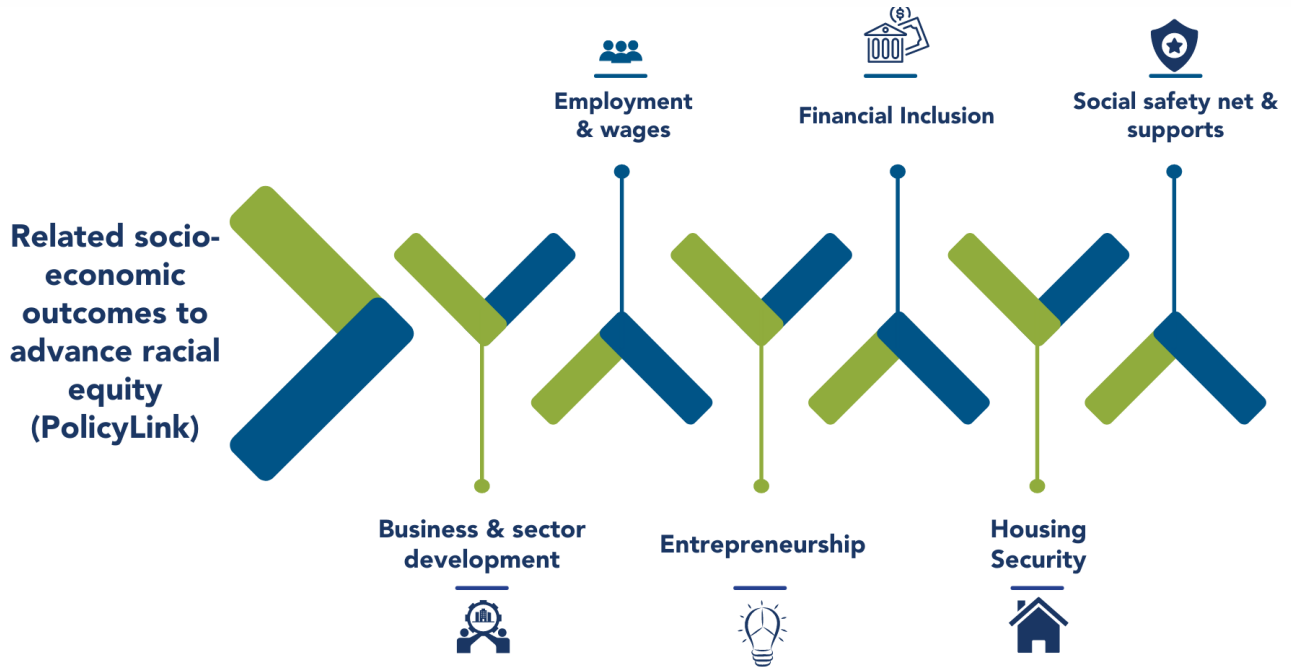 Related socio-
economic
outcomes to
advance racial
equity
(PolicyLink)
Employment
& wages
Financial Inclusion
Social safety net &
supports
Business & sector
development
Entrepreneurship
Housing
Security
$